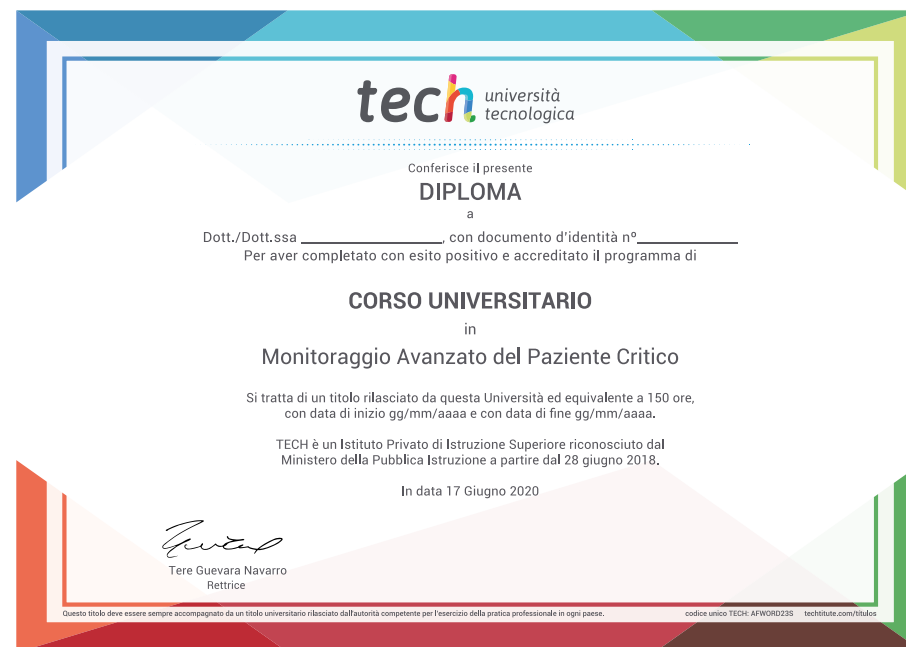 tech università
tecnologica
Conferisce il presente
DIPLOMA
a
Dott./Dott.ssa ___________________, con documento d'identità nº______________
Per aver completato con esito positivo e accreditato il programma di
CORSO UNIVERSITARIO
in
Monitoraggio Avanzato del Paziente Critico
Si tratta di un titolo rilasciato da questa Università ed equivalente a 150 ore,
con data di inizio gg/mm/aaaa e con data di fine gg/mm/aaaa.
TECH è un Istituto Privato di Istruzione Superiore riconosciuto dal
Ministero della Pubblica Istruzione a partire dal 28 giugno 2018.
In data 17 Giugno 2020
Tere Guevara Navarro
Rettrice
Questo titolo deve essere sempre accompagnato da un titolo universitario rilasciato dall'autorità competente per l'esercizio della pratica professionale in ogni paese. codice unico TECH: AFWORD23S techtitute.com/títulos